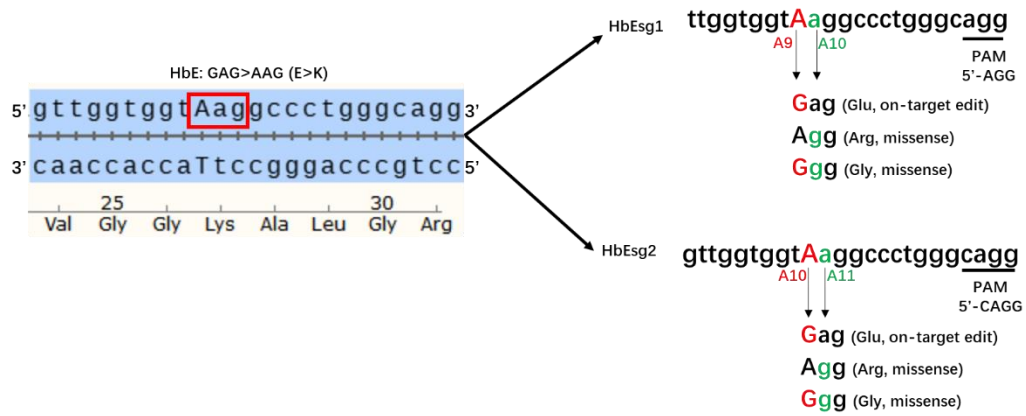 HbE: GAG>AAG (E>K)
5' gttggtggtAaggccctgggcagg 3'
3' caaccaccaTtccgggacccgtcc 5'
25 30
Val Gly Gly Lys Ala Leu Gly Arg
HbEsg1
ttggtggtAaggccctgggcagg
A9 A10
PAM
5'-AGG
Gag (Glu, on-target edit)
Agg (Arg, missense)
Ggg (Gly, missense)
HbEsg2
gttggtggtAaggccctgggcagg
A10 A11
PAM
5'-CAGG
Gag (Glu, on-target edit)
Agg (Arg, missense)
Ggg (Gly, missense)